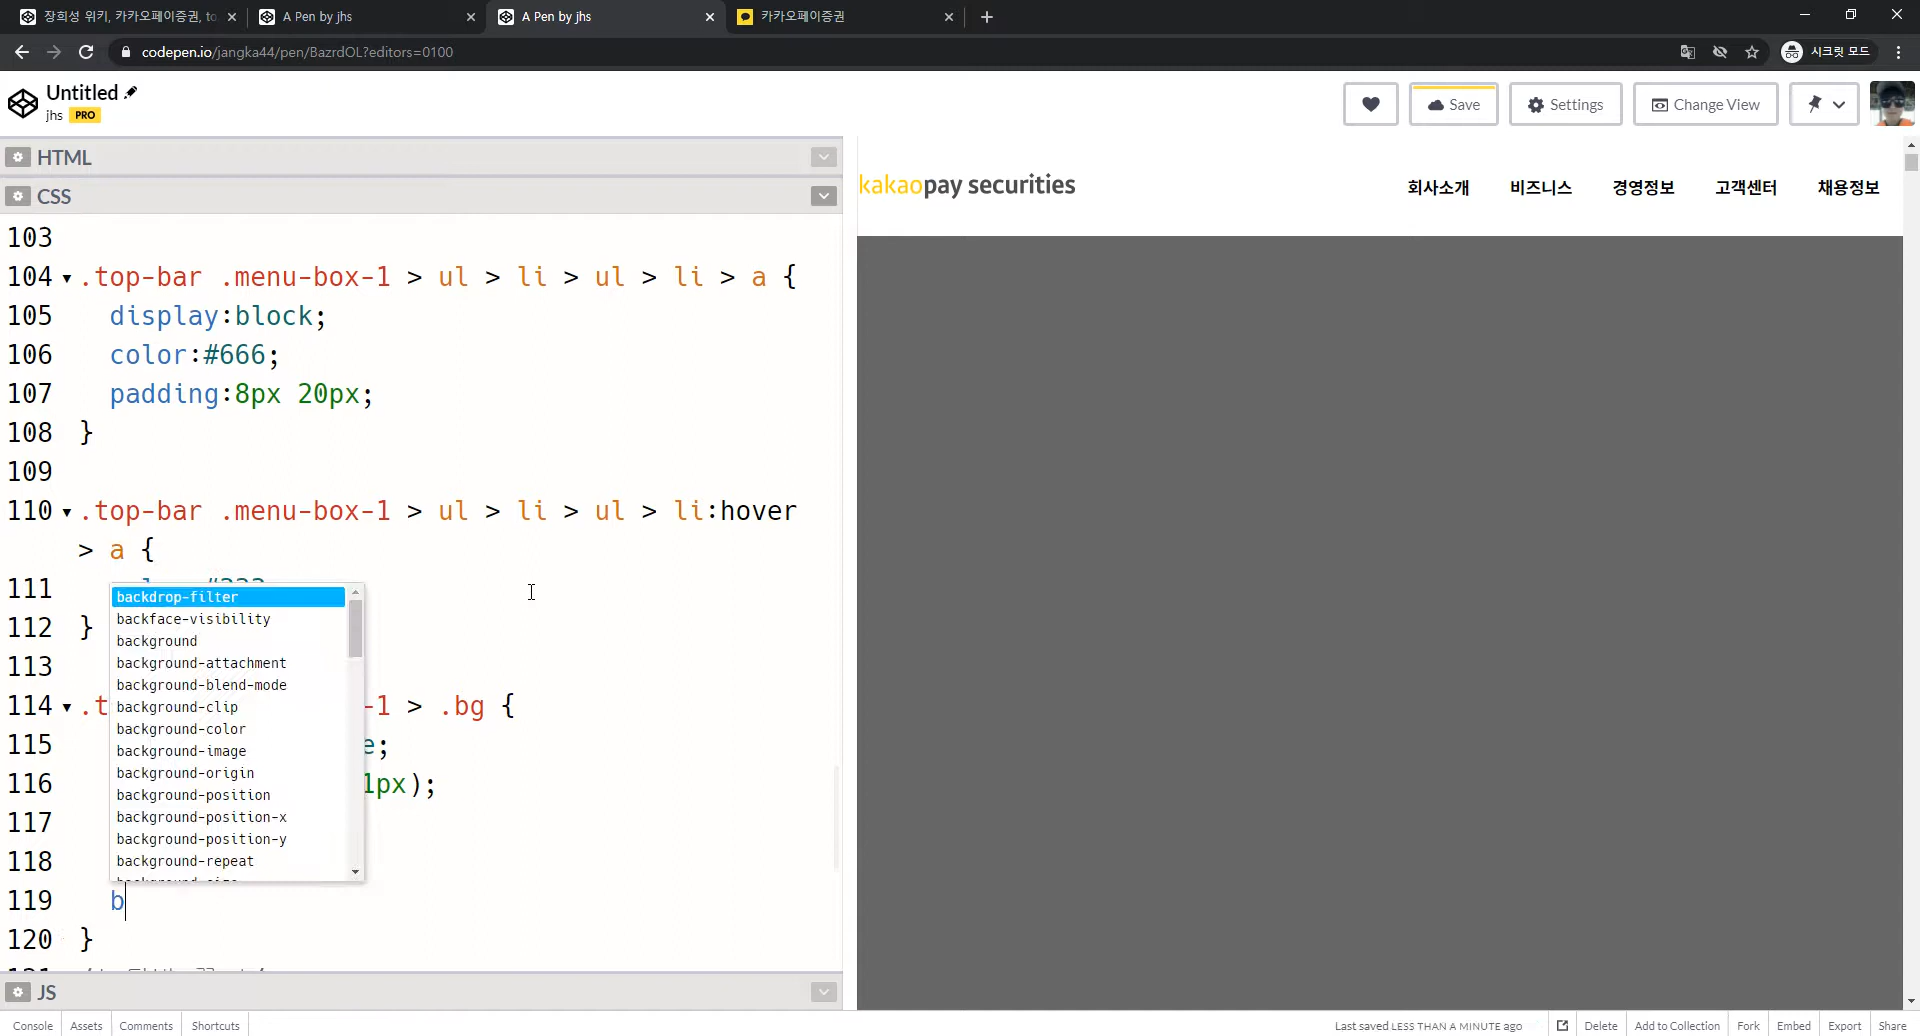 장희성 위키, 카카오페이증권, to
A Pen by jhs
A Pen by jhs
카카오페이증권
codepen.io/jangka44/pen/BazrdOL?editors=0100
시크릿 모드
Untitled
jhs PRO
Save
Settings
Change View
HTML
CSS
103
104 .top-bar .menu-box-1 > ul > li > ul > li > a {
105 display:block;
106 color:#666;
107 padding:8px 20px;
108 }
109
110 .top-bar .menu-box-1 > ul > li > ul > li:hover
> a {
111
112 }
113
114 .t -1 > .bg {
115 e;
116 1px);
117
118
119 b
120 }
backdrop-filter
backface-visibility
background
background-attachment
background-blend-mode
background-clip
background-color
background-image
background-origin
background-position
background-position-x
background-position-y
background-repeat
JS
kakaopay securities
회사소개 비즈니스 경영정보 고객센터 채용정보
Console Assets Comments Shortcuts
Last saved LESS THAN A MINUTE ago
Delete Add to Collection Fork Embed Export Share